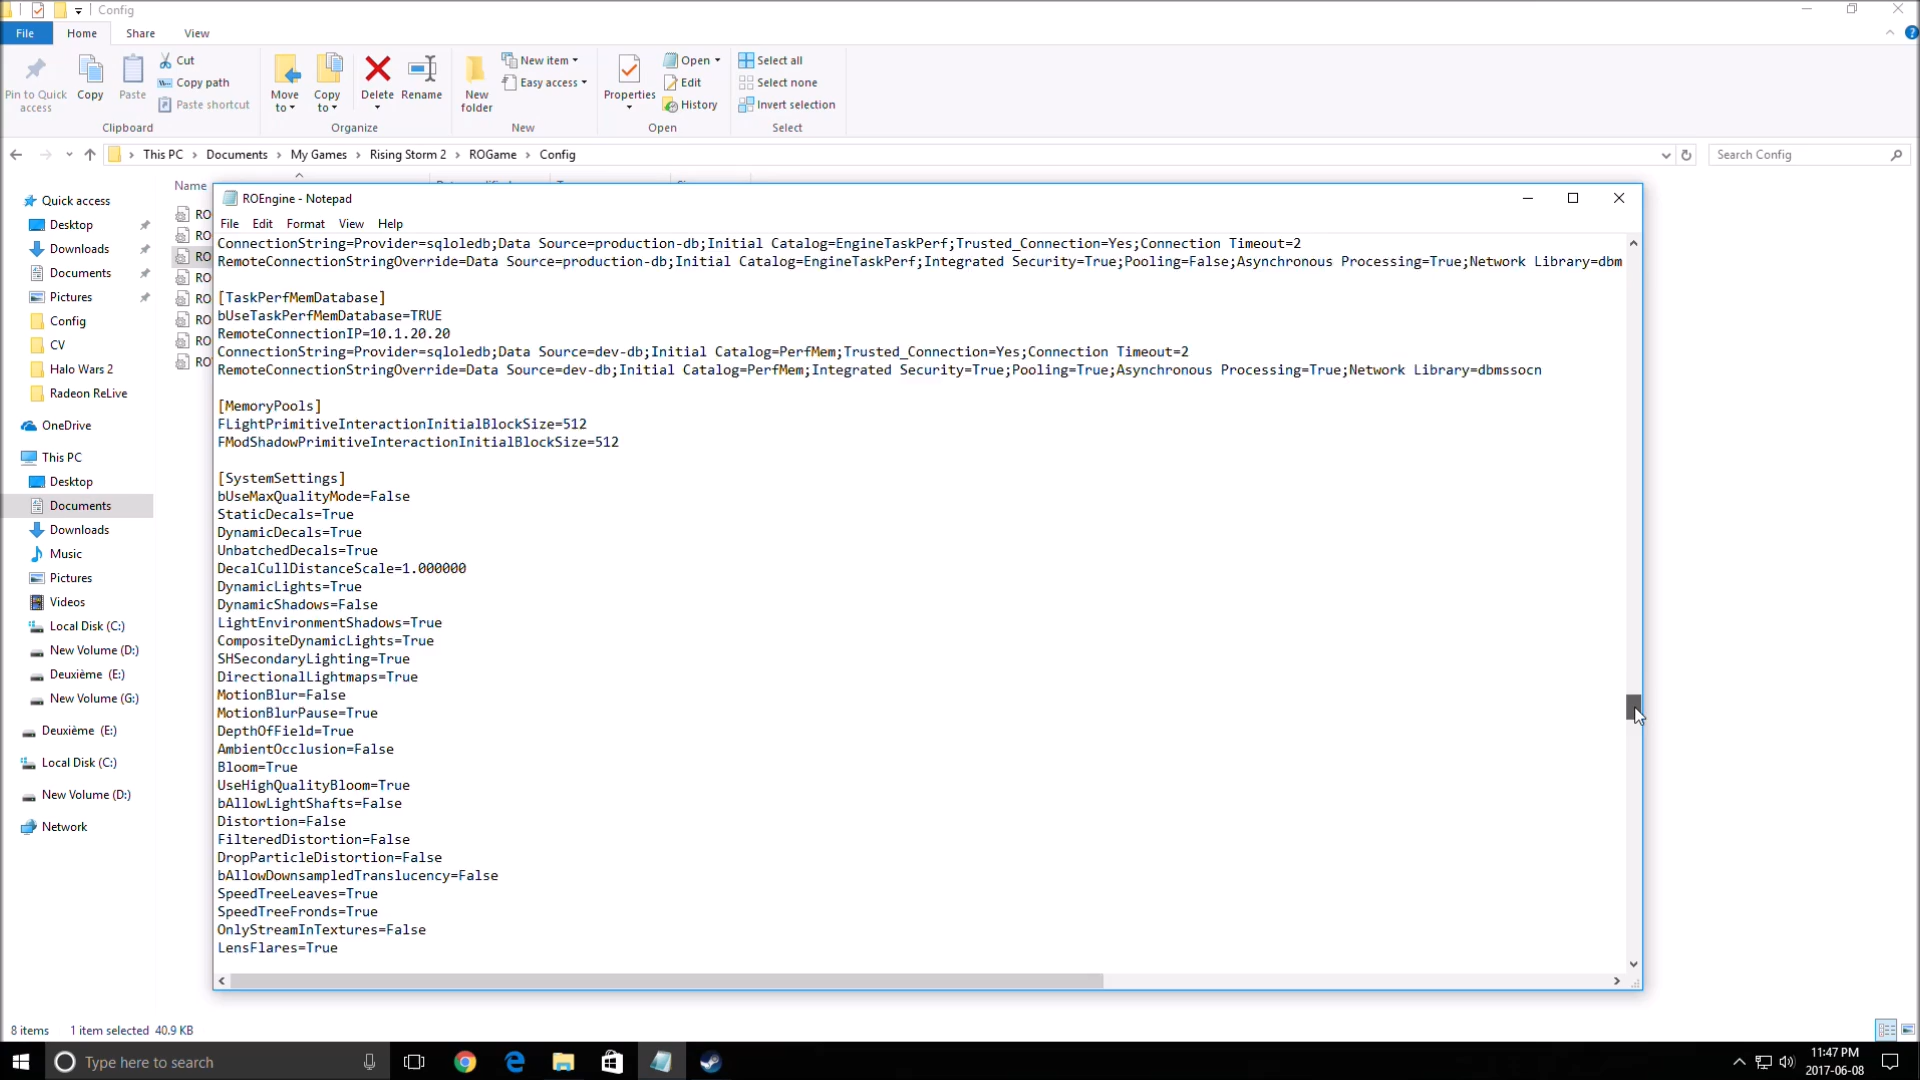 Config
File
Home
Share
View
Pin to Quick access
Copy
Paste
Cut
Copy path
Paste shortcut
Clipboard
Move to
Copy to
Delete
Rename
Organize
New folder
New item
Easy access
New
Properties
Open
Edit
History
Open
Select all
Select none
Invert selection
Select
This PC > Documents > My Games > Rising Storm 2 > ROGame > Config
Search Config
Name
Quick access
Desktop
Downloads
Documents
Pictures
Config
CV
Halo Wars 2
Radeon ReLive
OneDrive
This PC
Desktop
Documents
Downloads
Music
Pictures
Videos
Local Disk (C:)
New Volume (D:)
Deuxième (E:)
New Volume (G:)
Deuxième (E:)
Local Disk (C:)
New Volume (D:)
Network
RO
RO
RO
RO
RO
RO
RO
RO
ROEngine - Notepad
File Edit Format View Help
ConnectionString=Provider=sqloledb;Data Source=production-db;Initial Catalog=EngineTaskPerf;Trusted_Connection=Yes;Connection Timeout=2
RemoteConnectionStringOverride=Data Source=production-db;Initial Catalog=EngineTaskPerf;Integrated Security=True;Pooling=False;Asynchronous Processing=True;Network Library=dbm
[TaskPerfMemDatabase]
bUseTaskPerfMemDatabase=TRUE
RemoteConnectionIP=10.1.20.20
ConnectionString=Provider=sqloledb;Data Source=dev-db;Initial Catalog=PerfMem;Trusted_Connection=Yes;Connection Timeout=2
RemoteConnectionStringOverride=Data Source=dev-db;Initial Catalog=PerfMem;Integrated Security=True;Pooling=True;Asynchronous Processing=True;Network Library=dbmssocn
[MemoryPools]
FLightPrimitiveInteractionInitialBlockSize=512
FModShadowPrimitiveInteractionInitialBlockSize=512
[SystemSettings]
bUseMaxQualityMode=False
StaticDecals=True
DynamicDecals=True
UnbatchedDecals=True
DecalCullDistanceScale=1.000000
DynamicLights=True
DynamicShadows=False
LightEnvironmentShadows=True
CompositeDynamicLights=True
SHSecondaryLighting=True
DirectionalLightmaps=True
MotionBlur=False
MotionBlurPause=True
DepthOfField=True
AmbientOcclusion=False
Bloom=True
UseHighQualityBloom=True
bAllowLightShafts=False
Distortion=False
FilteredDistortion=False
DropParticleDistortion=False
bAllowDownsampledTranslucency=False
SpeedTreeLeaves=True
SpeedTreeFronds=True
OnlyStreamInTextures=False
LensFlares=True
8 items 1 item selected 40.9 KB
Type here to search
11:47 PM
2017-06-08